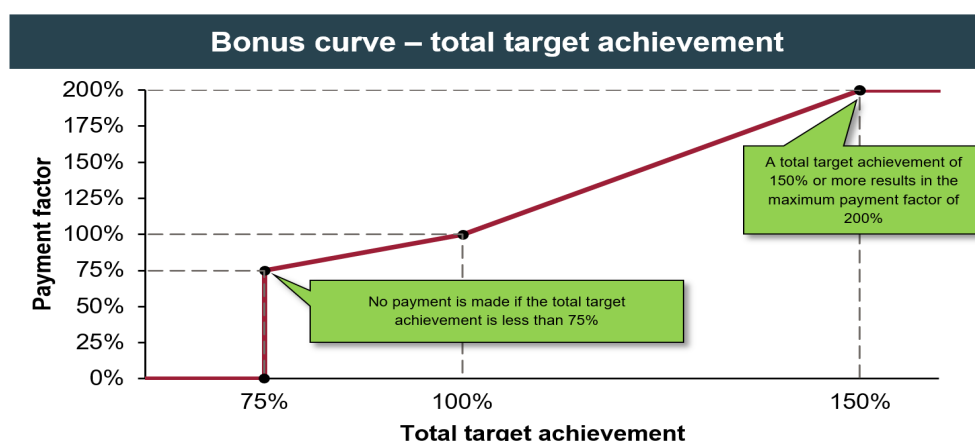 Bonus curve – total target achievement
Payment factor
200%
175%
150%
125%
100%
75%
50%
25%
0%
A total target achievement of
150% or more results in the
maximum payment factor of
200%
No payment is made if the total target
achievement is less than 75%
75%
100%
150%
Total target achievement